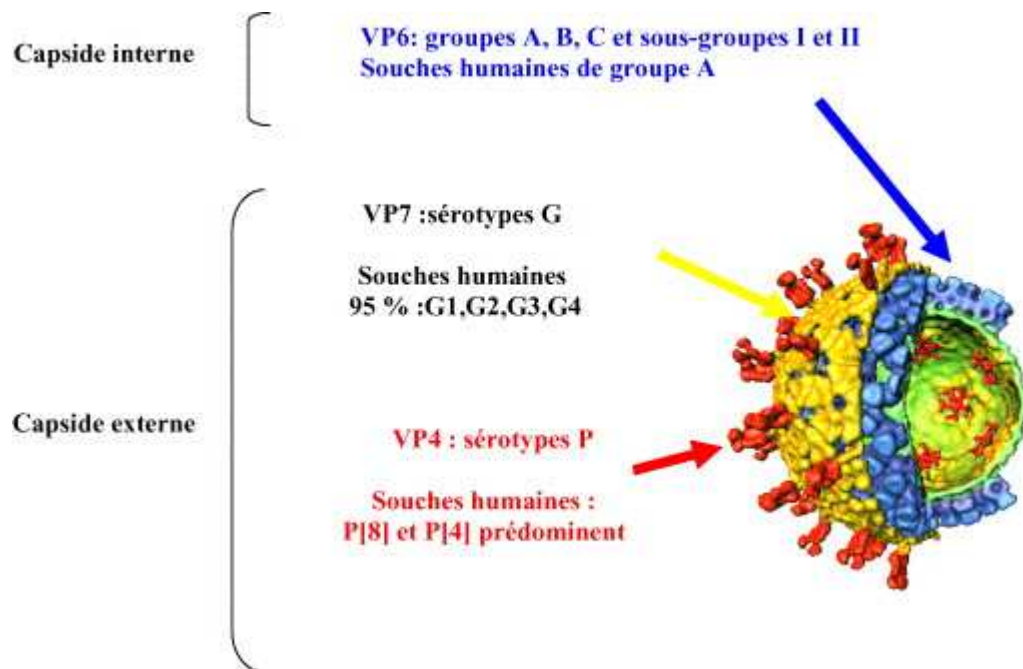 Capside interne
VP6: groupes A, B, C et sous-groupes I et II
Souches humaines de groupe A
VP7 :sérotypes G
Souches humaines
95 % :G1,G2,G3,G4
Capside externe
VP4 : sérotypes P
Souches humaines :
P[8] et P[4] prédominent